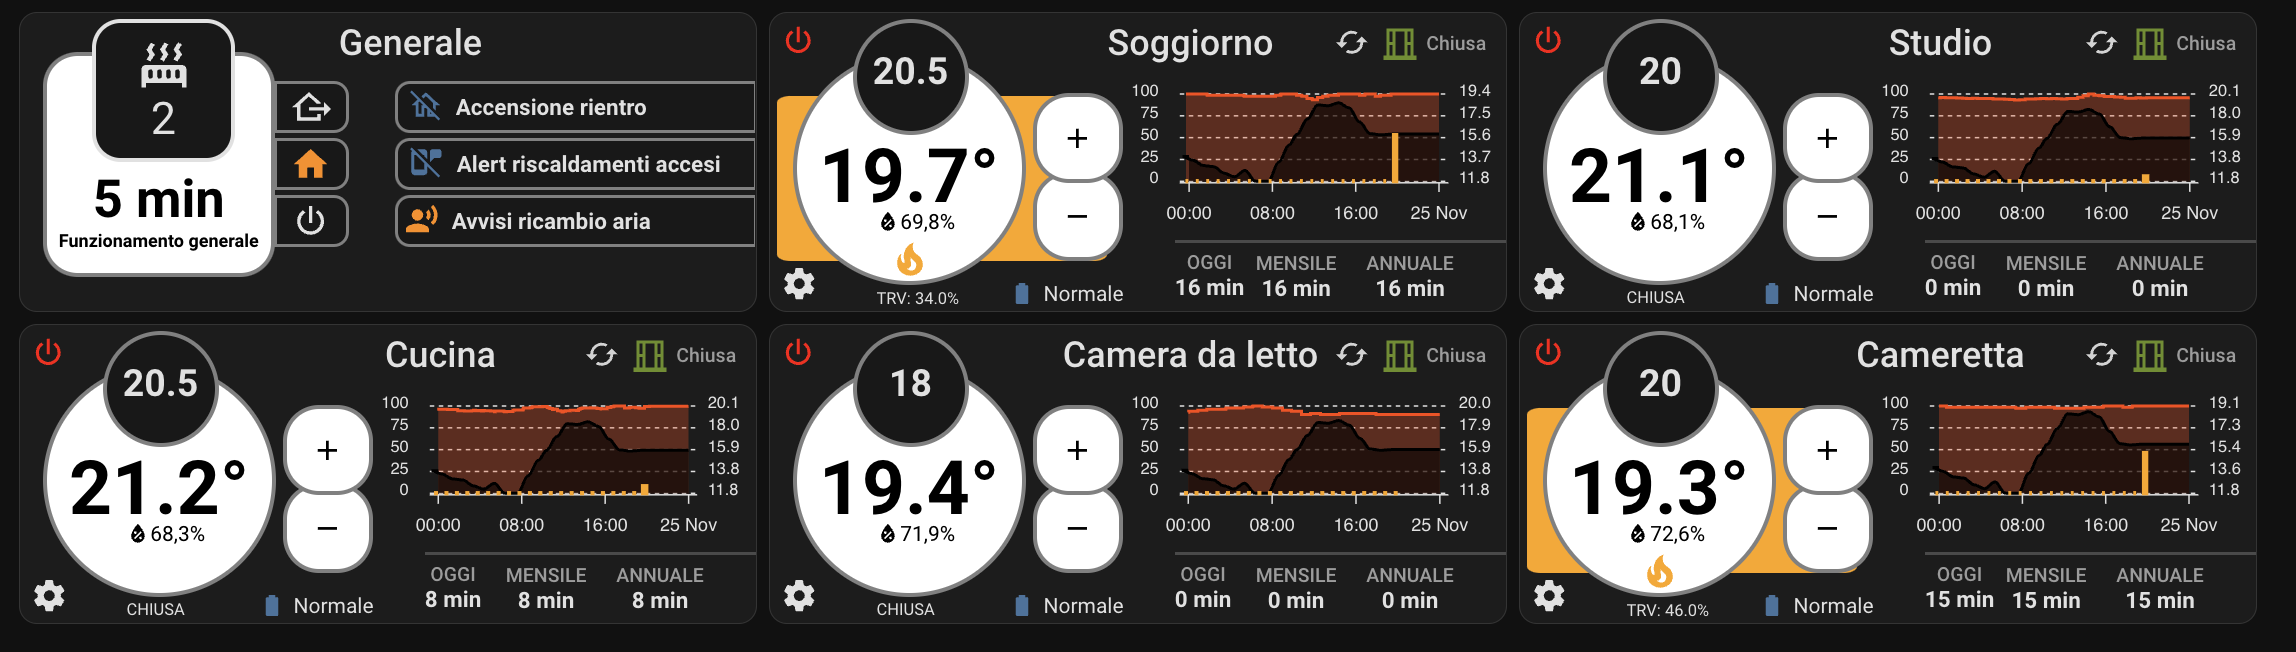 Generale
2
5 min
Funzionamento generale
Accensione rientro
Alert riscaldamenti accesi
Avvisi ricambio aria
Soggiorno
Chiusa
20.5
19.7°
69,8%
TRV: 34.0%
+
−
Normale
100 19.4
75 17.5
50 15.6
25 13.7
0 11.8
00:00 08:00 16:00 25 Nov
OGGI MENSILE ANNUALE
16 min 16 min 16 min
Studio
Chiusa
20
21.1°
68,1%
CHIUSA
+
−
Normale
100 20.1
75 18.0
50 15.9
25 13.8
0 11.8
00:00 08:00 16:00 25 Nov
OGGI MENSILE ANNUALE
0 min 0 min 0 min
Cucina
Chiusa
20.5
21.2°
68,3%
CHIUSA
+
−
Normale
100 20.1
75 18.0
50 15.9
25 13.8
0 11.8
00:00 08:00 16:00 25 Nov
OGGI MENSILE ANNUALE
8 min 8 min 8 min
Camera da letto
Chiusa
18
19.4°
71,9%
CHIUSA
+
−
Normale
100 20.0
75 17.9
50 15.9
25 13.8
0 11.8
00:00 08:00 16:00 25 Nov
OGGI MENSILE ANNUALE
0 min 0 min 0 min
Cameretta
Chiusa
20
19.3°
72,6%
TRV: 46.0%
+
−
Normale
100 19.1
75 17.3
50 15.4
25 13.6
0 11.8
00:00 08:00 16:00 25 Nov
OGGI MENSILE ANNUALE
15 min 15 min 15 min